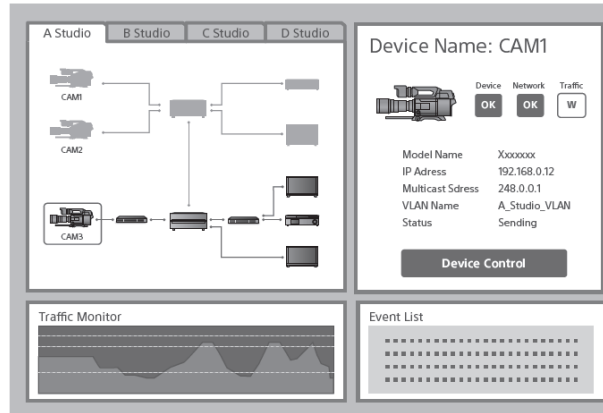 A Studio
B Studio
C Studio
D Studio
CAM1
CAM2
CAM3
Device Name: CAM1
Device Network Traffic
OK OK W
Model Name Xxxxxxx
IP Adress 192.168.0.12
Multicast Sdress 248.0.0.1
VLAN Name A_Studio_VLAN
Status Sending
Device Control
Traffic Monitor
Event List